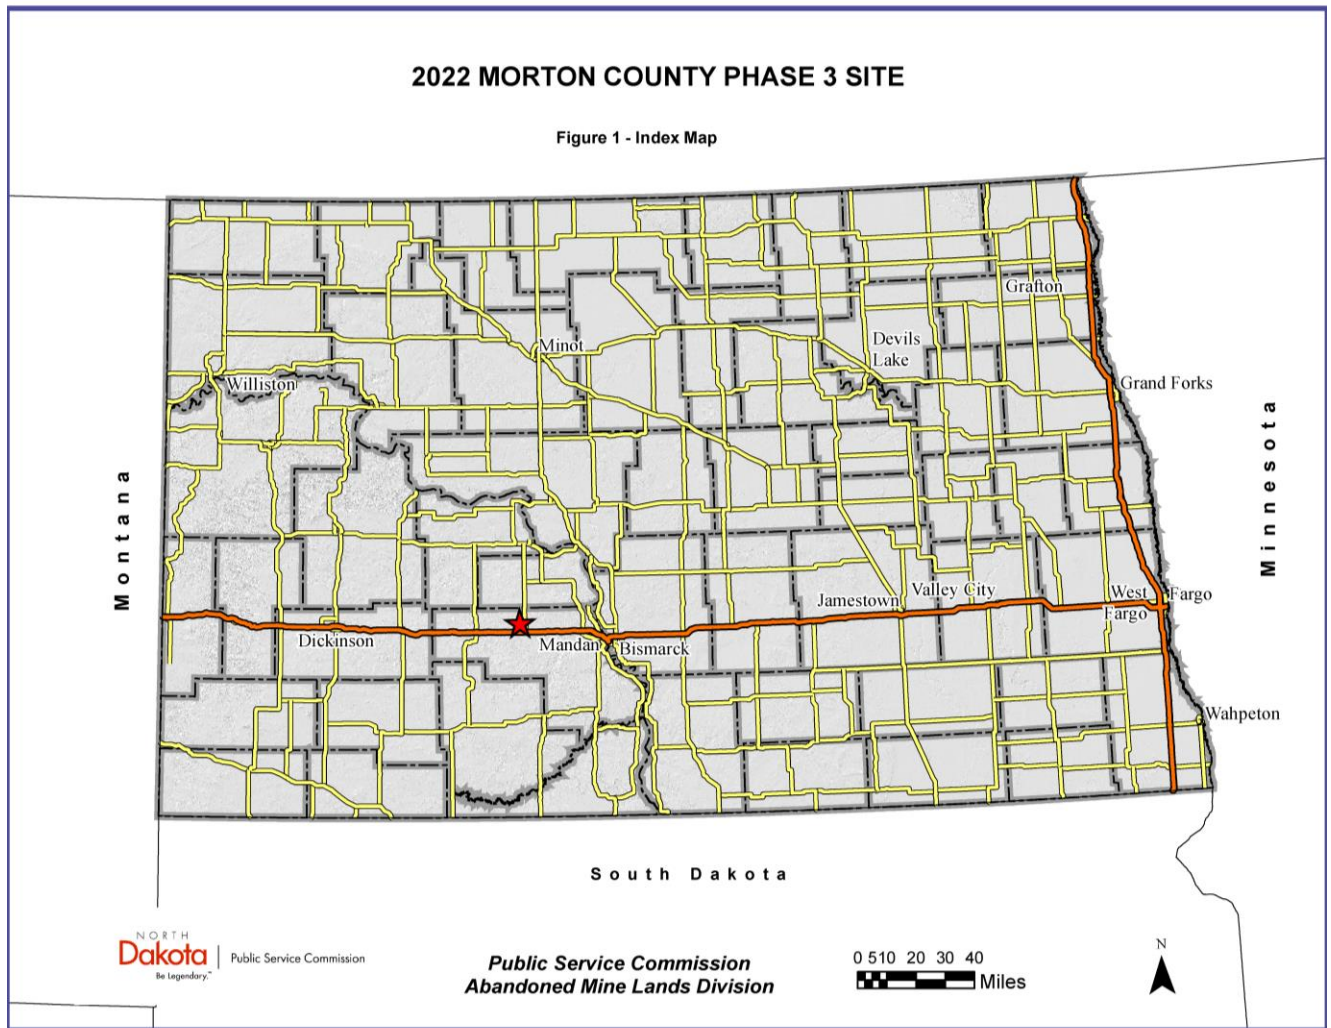 2022 MORTON COUNTY PHASE 3 SITE
Figure 1 - Index Map
Grafton
Minot
Devils
Lake
Williston
Grand Forks
Montana
Minnesota
Jamestown
Valley City
West
Fargo
Fargo
Dickinson
Mandan
Bismarck
Wahpeton
South Dakota
NORTH
Dakota
Be Legendary.™
Public Service Commission
Public Service Commission
Abandoned Mine Lands Division
0 5 10 20 30 40
Miles
N